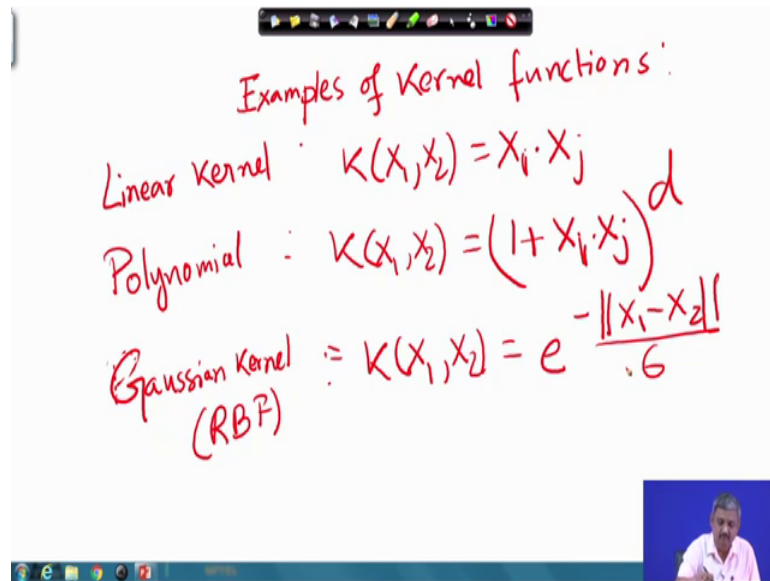 Examples of Kernel functions:
Linear Kernel : K(X₁,X₂) = Xᵢ·Xⱼ
Polynomial : K(X₁,X₂) = (1 + Xᵢ·Xⱼ)ᵈ
Gaussian Kernel := K(X₁,X₂) = e^(-||X₁-X₂||/6)
(RBF)